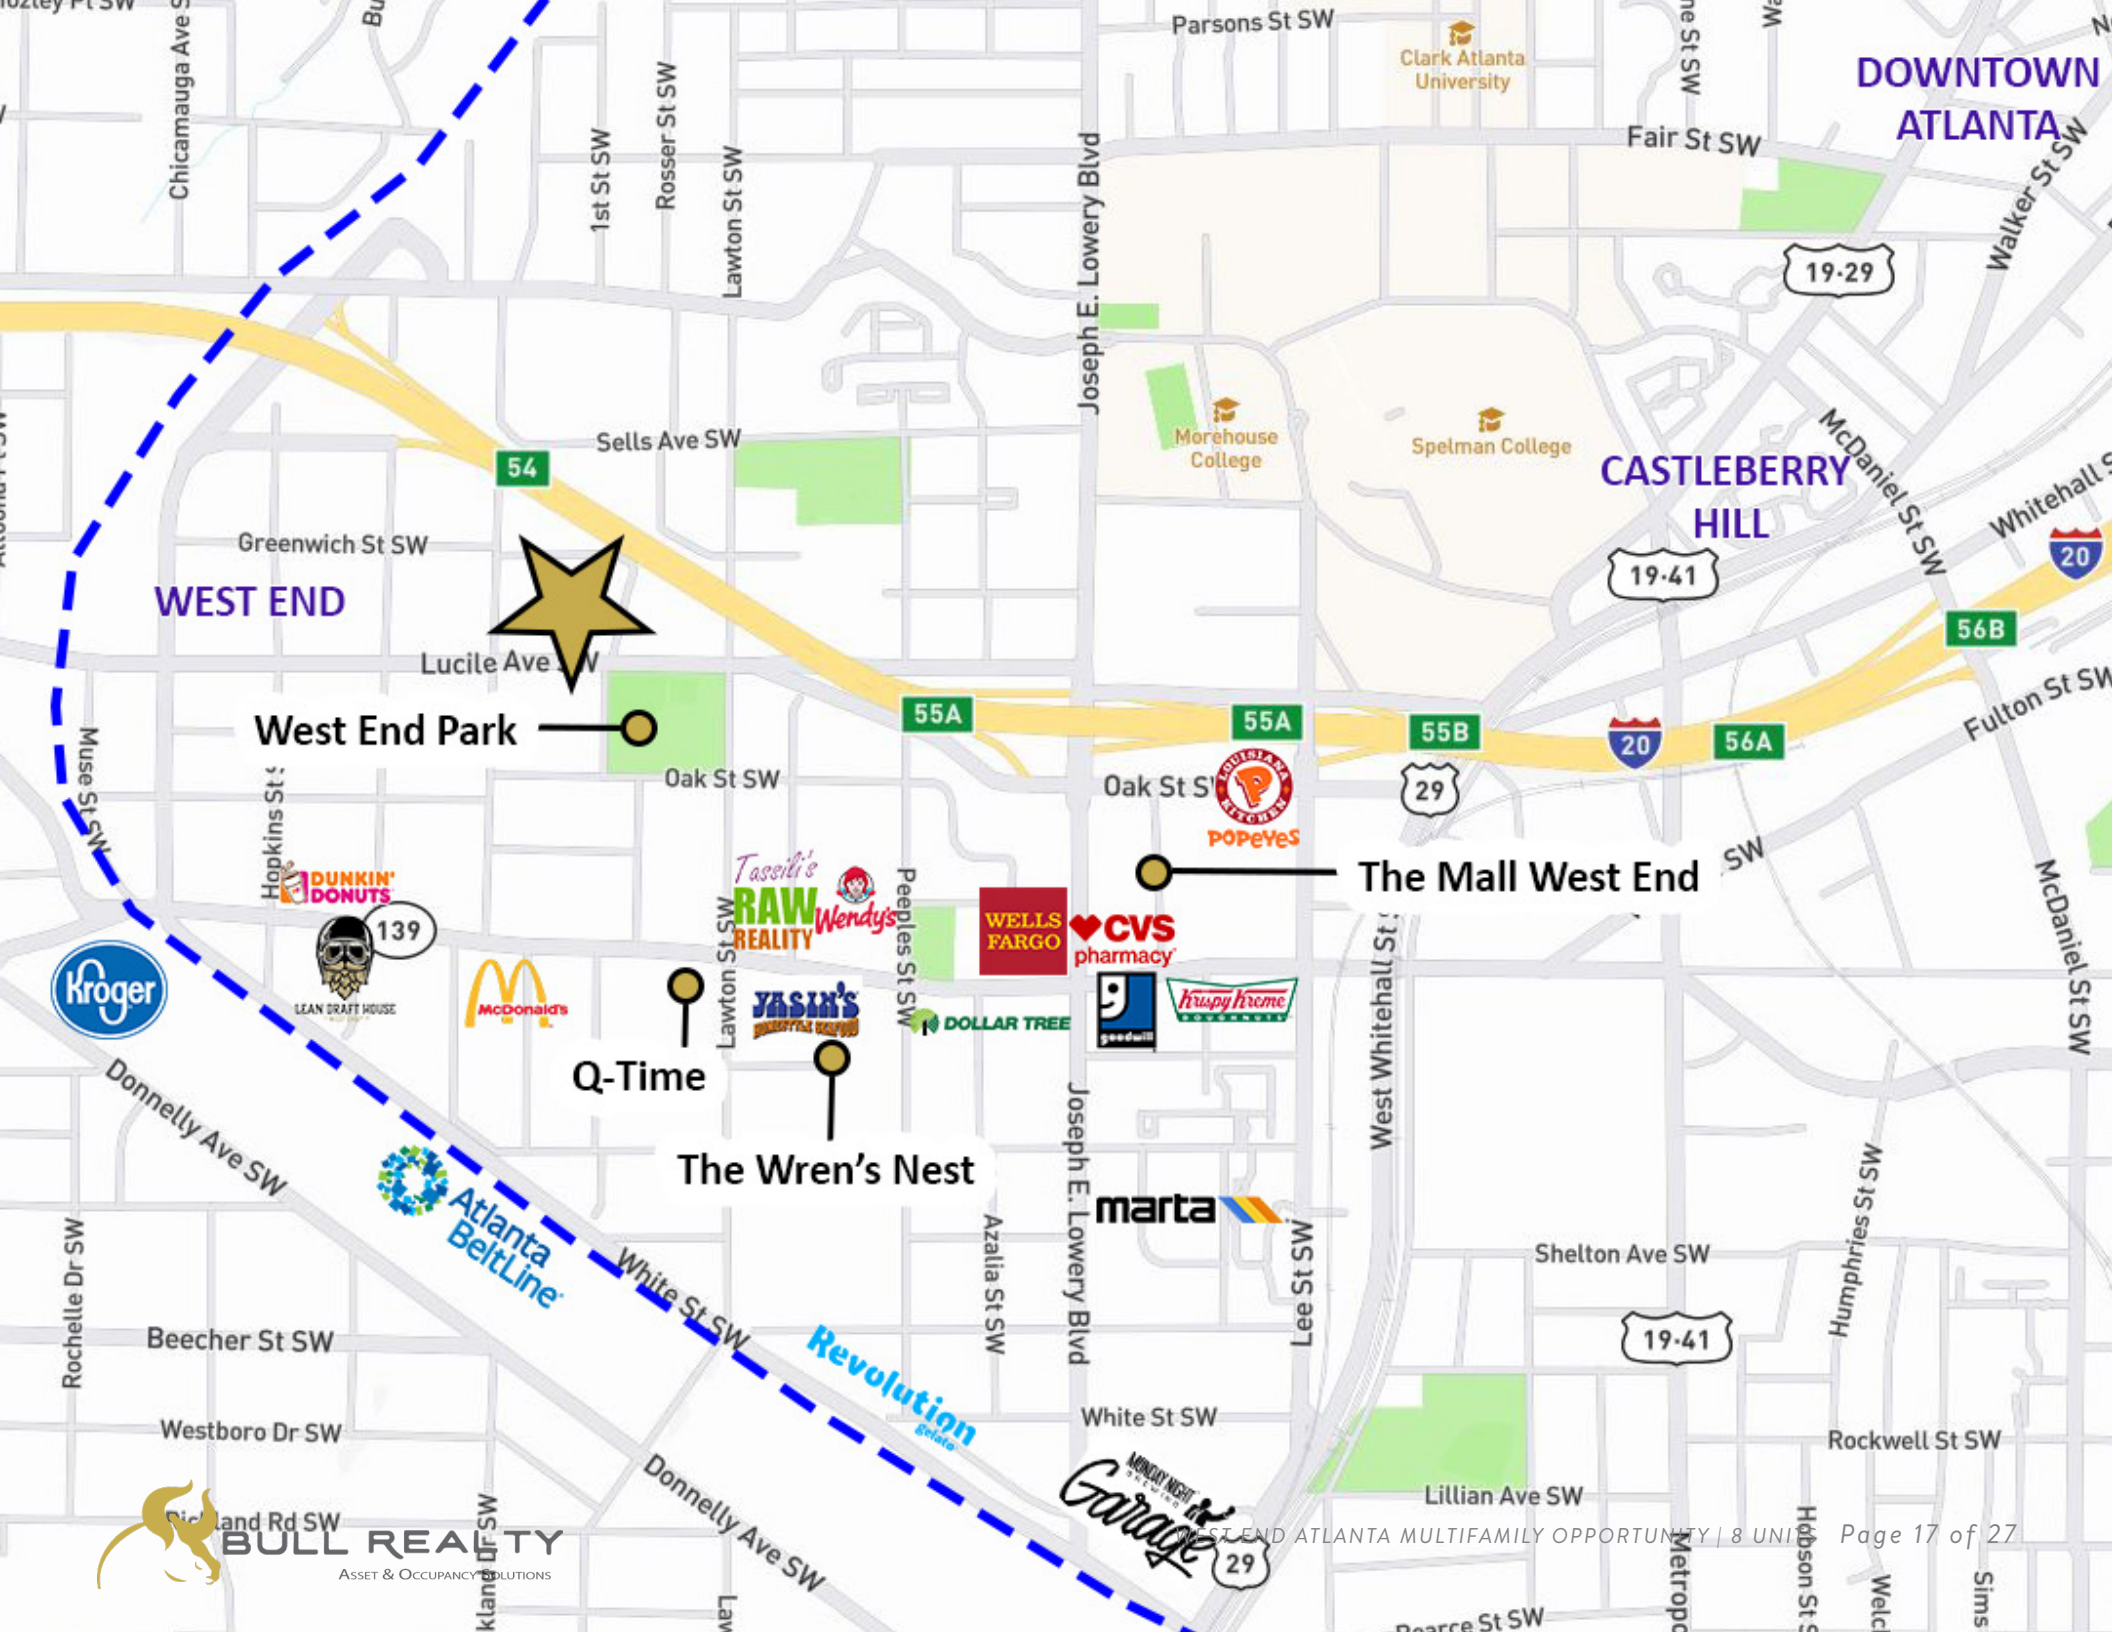 Parsons St SW
Clark Atlanta
University
DOWNTOWN
ATLANTA
Chicamauga Ave S
1st St SW
Rosser St SW
Lawton St SW
Joseph E. Lowery Blvd
Fair St SW
Walker St SW
19·29
Sells Ave SW
54
Morehouse
College
Spelman College
CASTLEBERRY
HILL
McDaniel St SW
Whitehall S
Greenwich St SW
WEST END
19·41
20
56B
Lucile Ave SW
West End Park
55A
55A
55B
20
56A
Fulton St SW
Muse St SW
Hopkins St S
Oak St SW
Oak St S
LOUISIANA
KITCHEN
POPEYES
29
The Mall West End
SW
DUNKIN'
DONUTS
139
LEAN DRAFT HOUSE
Kroger
McDonald's
Tassili's
RAW
REALITY
Wendy's
Peeples St SW
Lawton St SW
WELLS
FARGO
CVS
pharmacy
Q-Time
YASIN'S
HOMESTYLE SEAFOOD
DOLLAR TREE
goodwill
Krispy Kreme
DOUGHNUTS
West Whitehall St
McDaniel St SW
The Wren's Nest
Donnelly Ave SW
Atlanta
BeltLine
marta
Joseph E. Lowery Blvd
Azalia St SW
Lee St SW
Shelton Ave SW
Humphries St SW
19·41
Rochelle Dr SW
Beecher St SW
White St SW
Revolution
gelato
Westboro Dr SW
White St SW
Rockwell St SW
MONDAY NIGHT
BREWING
Garage
Lillian Ave SW
Donnelly Ave SW
land Rd SW
BULL REALTY
ASSET & OCCUPANCY SOLUTIONS
kland Dr SW
29
WEST END ATLANTA MULTIFAMILY OPPORTUNITY | 8 UNITS Page 17 of 27
Metropo
Hobson St S
Welch
Sims
Law
Pearce St SW